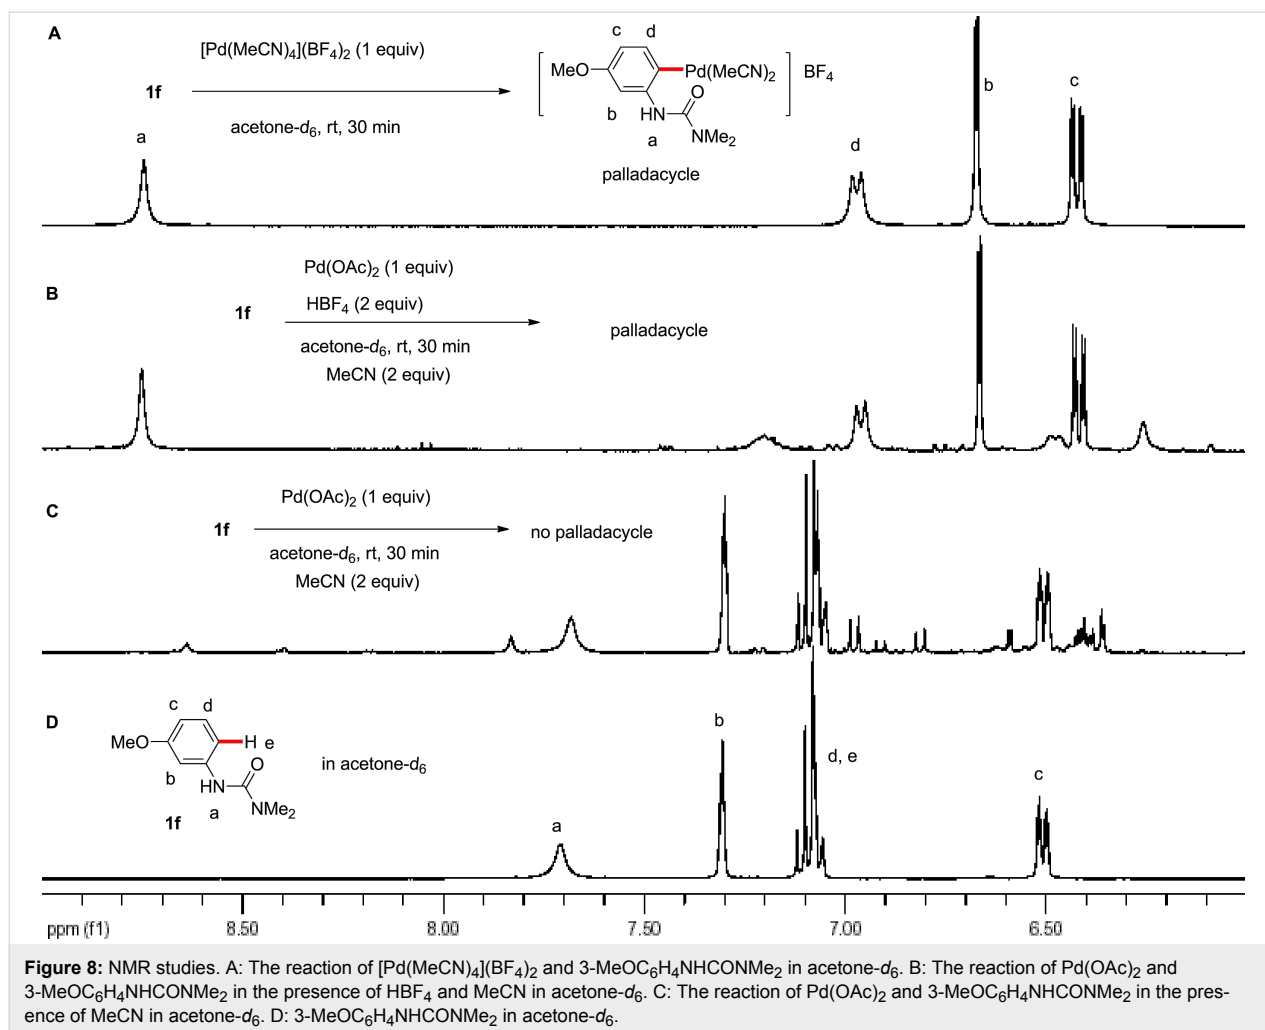 A
[Pd(MeCN)4](BF4)2 (1 equiv)
1f
acetone-d6, rt, 30 min
c
d
MeO
Pd(MeCN)2
BF4
b
HN
O
a
NMe2
palladacycle
a
d
b
c
B
Pd(OAc)2 (1 equiv)
1f
HBF4 (2 equiv)
acetone-d6, rt, 30 min
MeCN (2 equiv)
palladacycle
C
Pd(OAc)2 (1 equiv)
1f
acetone-d6, rt, 30 min
MeCN (2 equiv)
no palladacycle
D
c
d
MeO
H
e
b
HN
O
a
NMe2
1f
in acetone-d6
a
b
d, e
c
ppm (f1)
8.50
8.00
7.50
7.00
6.50
Figure 8: NMR studies. A: The reaction of [Pd(MeCN)4](BF4)2 and 3-MeOC6H4NHCONMe2 in acetone-d6. B: The reaction of Pd(OAc)2 and
3-MeOC6H4NHCONMe2 in the presence of HBF4 and MeCN in acetone-d6. C: The reaction of Pd(OAc)2 and 3-MeOC6H4NHCONMe2 in the pres-
ence of MeCN in acetone-d6. D: 3-MeOC6H4NHCONMe2 in acetone-d6.